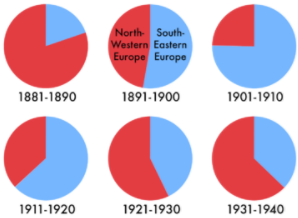 North-
Western
Europe
South-
Eastern
Europe
1881-1890
1891-1900
1901-1910
1911-1920
1921-1930
1931-1940